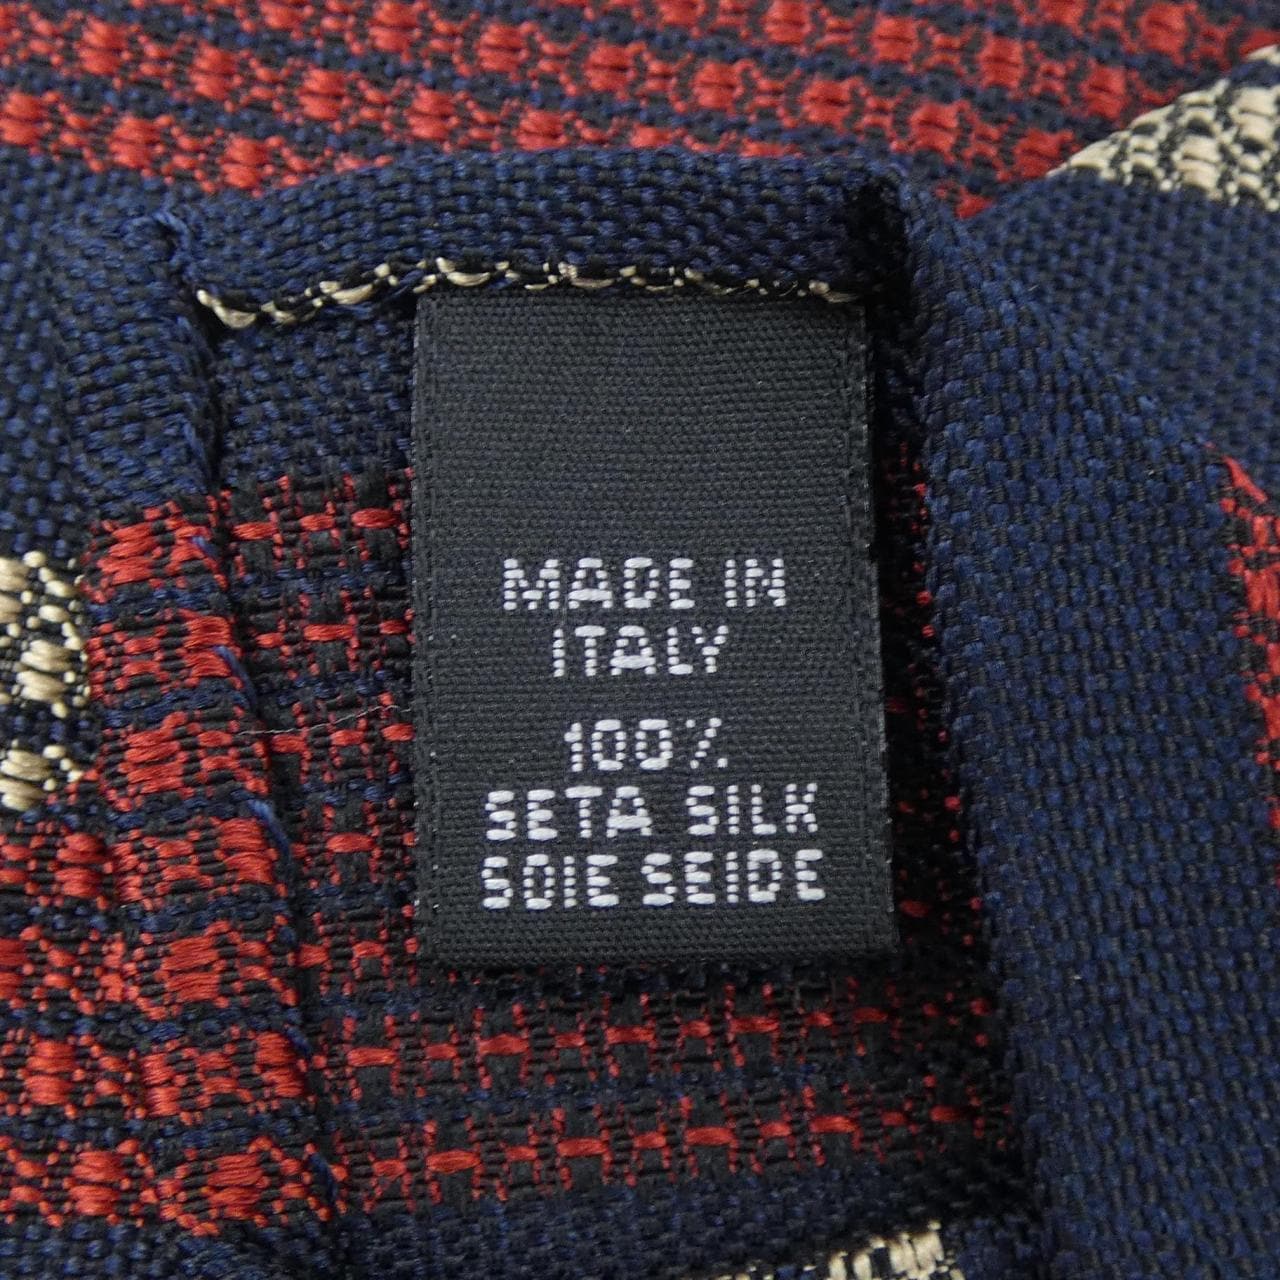 MADE IN
ITALY
100%
SETA SILK
SOIE SEIDE